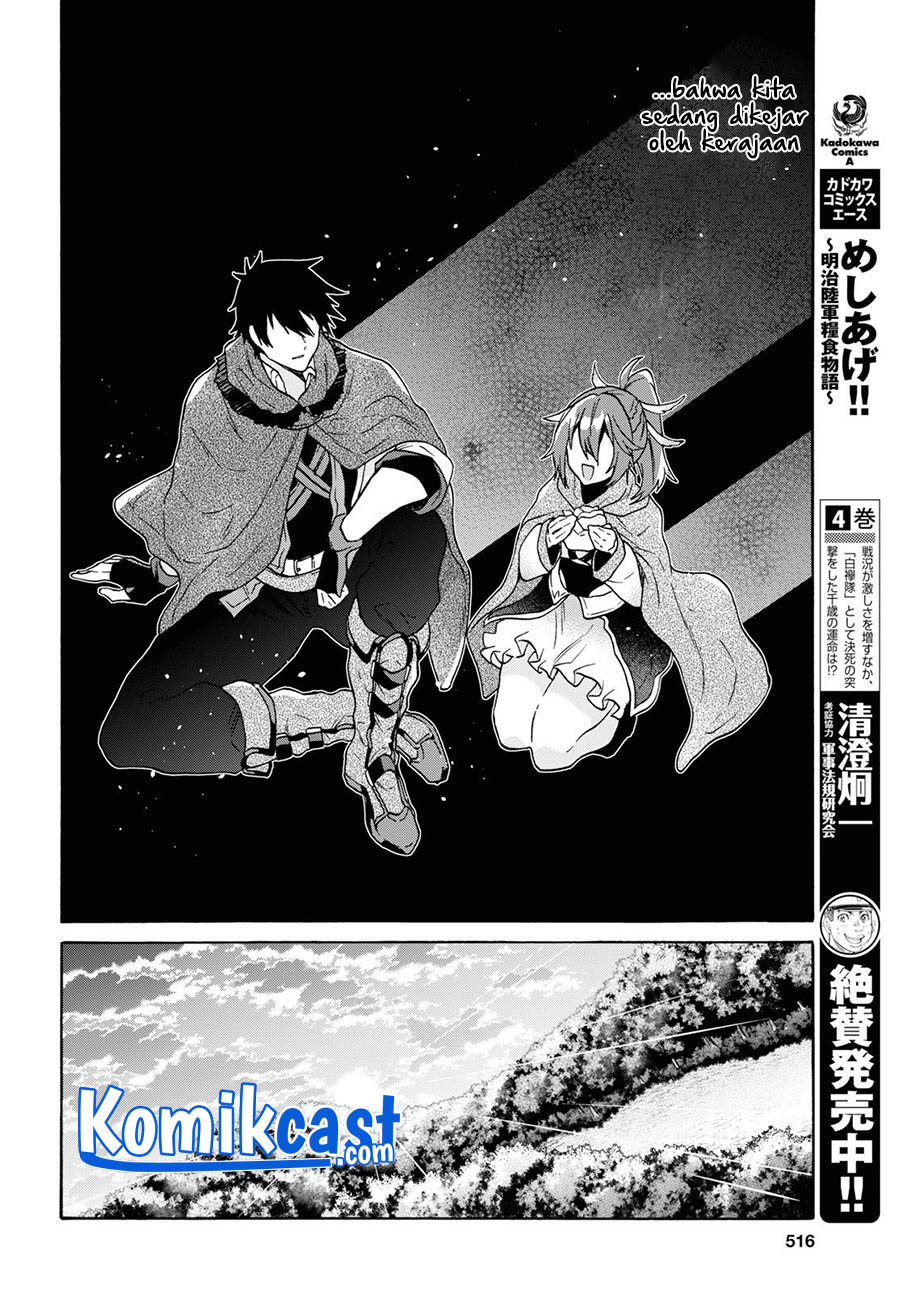 ...bahwa kita
sedang dikejar
oleh kerajaan
Kadokawa
Comics
A
カドカワ
コミックス
エース
めしあげ!!
～明治陸軍糧食物語～
4巻
戦況が激しさを増すなか、
「白襷隊」として決死の突
撃をした千歳の運命は!?
清澄炯一
考証協力 軍事法規研究会
絶賛発売中!!
Komikcast
.com
516